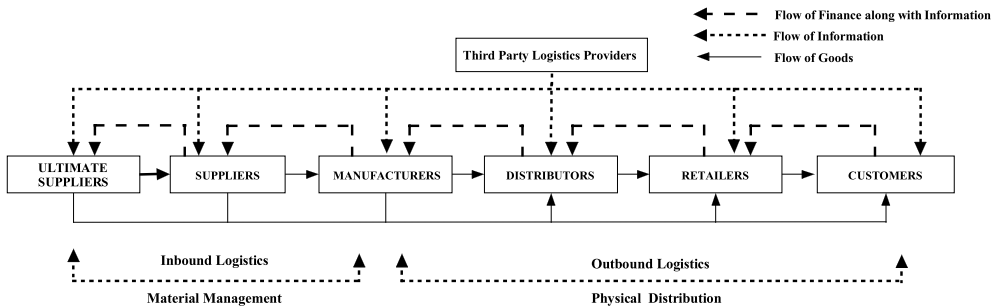 Flow of Finance along with Information
Flow of Information
Flow of Goods
Third Party Logistics Providers
ULTIMATE
SUPPLIERS
SUPPLIERS
MANUFACTURERS
DISTRIBUTORS
RETAILERS
CUSTOMERS
Inbound Logistics
Outbound Logistics
Material Management
Physical Distribution